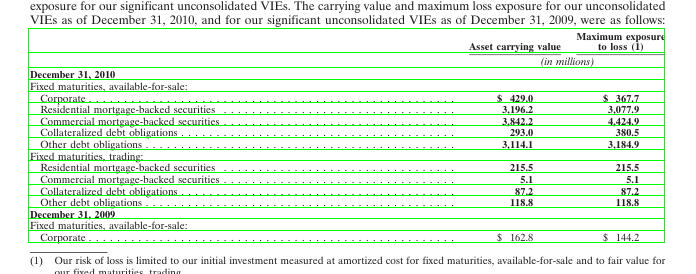 exposure for our significant unconsolidated VIEs. The carrying value and maximum loss exposure for our unconsolidated
VIEs as of December 31, 2010, and for our significant unconsolidated VIEs as of December 31, 2009, were as follows:
Maximum exposure
Asset carrying value to loss (1)
(in millions)
December 31, 2010
Fixed maturities, available-for-sale:
Corporate $ 429.0 $ 367.7
Residential mortgage-backed securities 3,196.2 3,077.9
Commercial mortgage-backed securities 3,842.2 4,424.9
Collateralized debt obligations 293.0 380.5
Other debt obligations 3,114.1 3,184.9
Fixed maturities, trading:
Residential mortgage-backed securities 215.5 215.5
Commercial mortgage-backed securities 5.1 5.1
Collateralized debt obligations 87.2 87.2
Other debt obligations 118.8 118.8
December 31, 2009
Fixed maturities, available-for-sale:
Corporate $ 162.8 $ 144.2
(1) Our risk of loss is limited to our initial investment measured at amortized cost for fixed maturities, available-for-sale and to fair value for
our fixed maturities, trading.